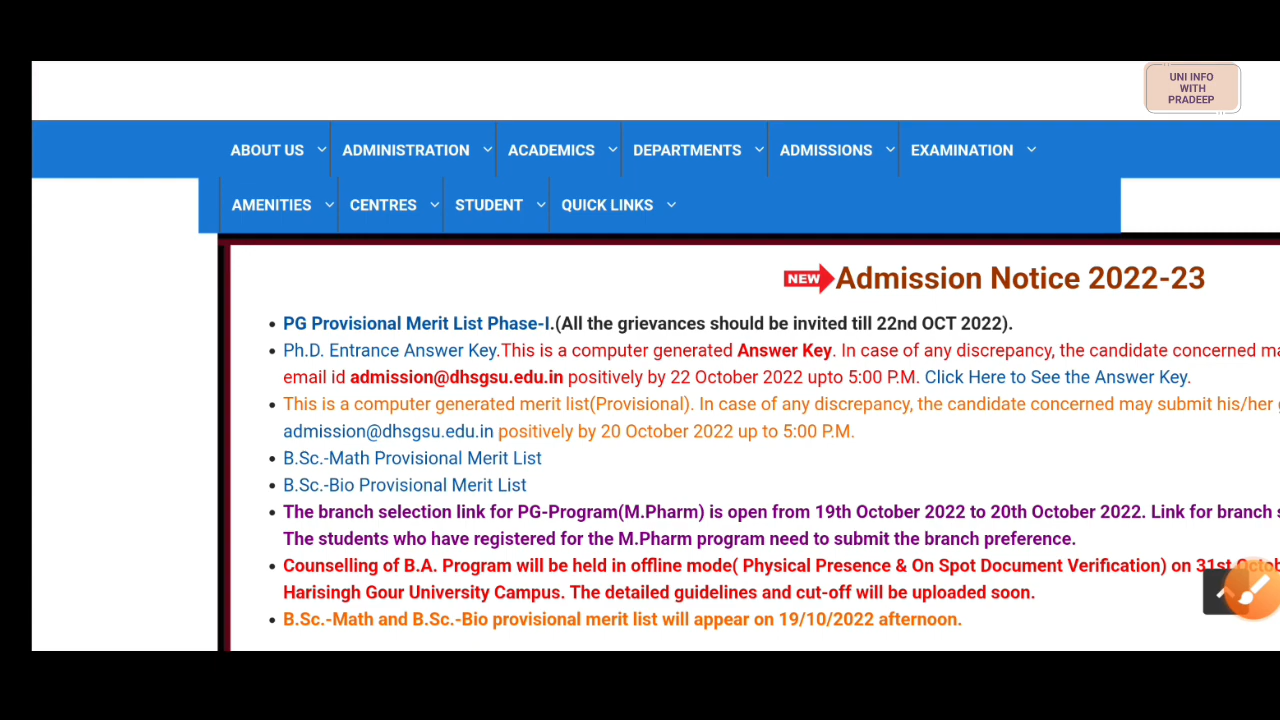 UNI INFO
WITH
PRADEEP
ABOUT US ADMINISTRATION ACADEMICS DEPARTMENTS ADMISSIONS EXAMINATION
AMENITIES CENTRES STUDENT QUICK LINKS
NEW Admission Notice 2022-23
PG Provisional Merit List Phase-I.(All the grievances should be invited till 22nd OCT 2022).
Ph.D. Entrance Answer Key.This is a computer generated Answer Key. In case of any discrepancy, the candidate concerned
email id admission@dhsgsu.edu.in positively by 22 October 2022 upto 5:00 P.M. Click Here to See the Answer Key.
This is a computer generated merit list(Provisional). In case of any discrepancy, the candidate concerned may submit his/her
admission@dhsgsu.edu.in positively by 20 October 2022 up to 5:00 P.M.
B.Sc.-Math Provisional Merit List
B.Sc.-Bio Provisional Merit List
The branch selection link for PG-Program(M.Pharm) is open from 19th October 2022 to 20th October 2022. Link for branch
The students who have registered for the M.Pharm program need to submit the branch preference.
Counselling of B.A. Program will be held in offline mode( Physical Presence & On Spot Document Verification) on 31st
Harisingh Gour University Campus. The detailed guidelines and cut-off will be uploaded soon.
B.Sc.-Math and B.Sc.-Bio provisional merit list will appear on 19/10/2022 afternoon.